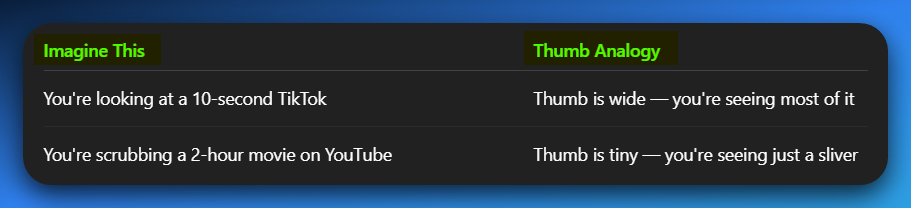 Imagine This	Thumb Analogy
You're looking at a 10-second TikTok	Thumb is wide — you're seeing most of it
You're scrubbing a 2-hour movie on YouTube	Thumb is tiny — you're seeing just a sliver